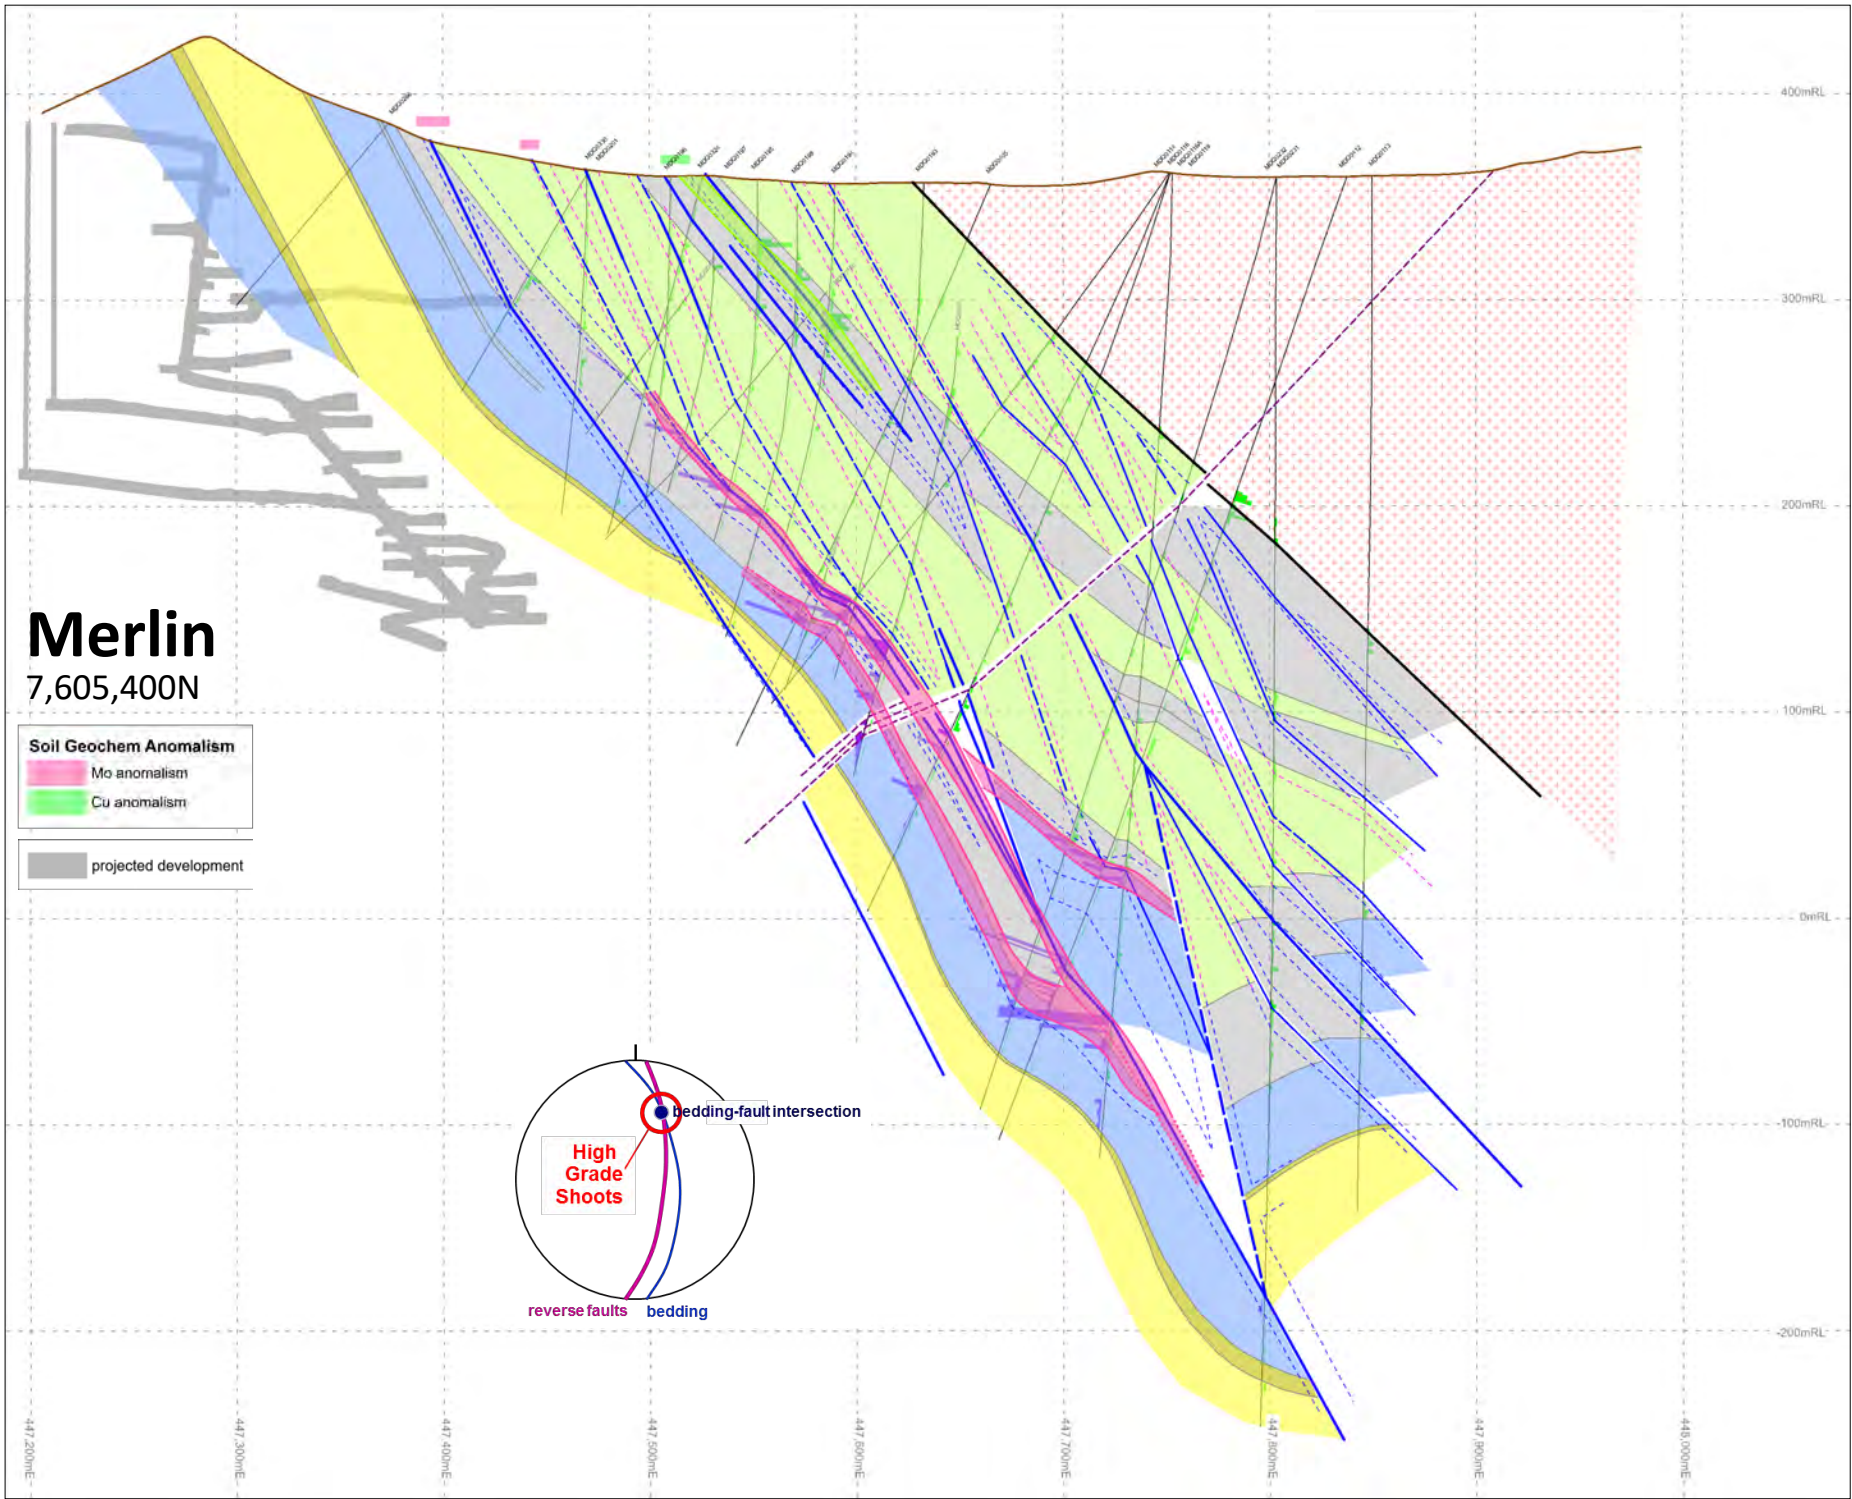 400mRL
300mRL
200mRL
100mRL
0mRL
-100mRL
-200mRL
Merlin
7,605,400N
Soil Geochem Anomalism
Mo anomalism
Cu anomalism
projected development
bedding-fault intersection
High
Grade
Shoots
reverse faults
bedding
447,200mE
447,300mE
447,400mE
447,500mE
447,600mE
447,700mE
447,800mE
447,900mE
448,000mE